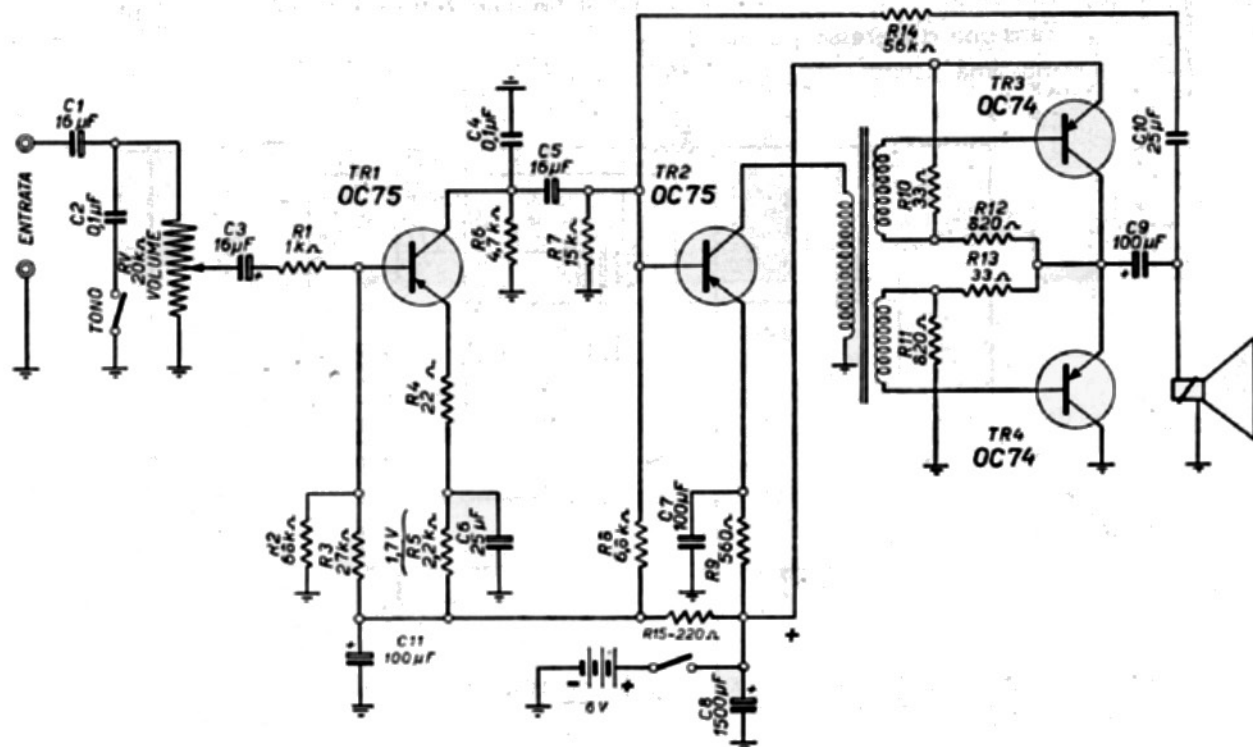 ENTRATA
C1
16µF
C2
0,1µF
RV
20kΩ
VOLUME
TONO
C3
16µF
R1
1kΩ
TR1
OC75
R4
22 Ω
R2
68kΩ
R3
27kΩ
1,7V
R5
2,2kΩ
C6
25µF
C11
100µF
C4
0,1µF
C5
16µF
R6
4,7kΩ
R7
15kΩ
TR2
OC75
R8
6,8kΩ
C7
100µF
R9
560Ω
R15-220Ω
- +
6V
C8
1500µF
+
R14
56kΩ
TR3
OC74
R10
33 Ω
R12
820Ω
R13
33 Ω
R11
820Ω
C10
25µF
C9
100µF
TR4
OC74